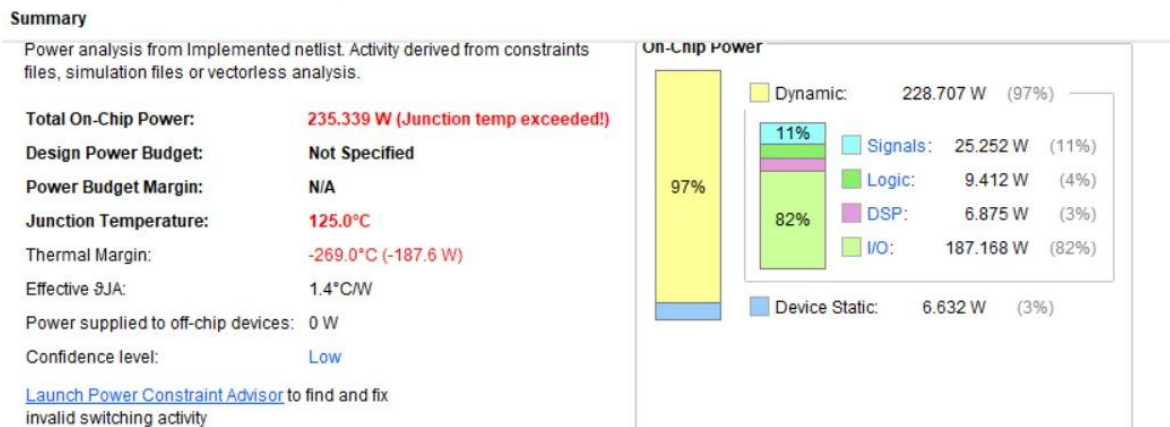 Summary
Power analysis from Implemented netlist. Activity derived from constraints
files, simulation files or vectorless analysis.
Total On-Chip Power: 235.339 W (Junction temp exceeded!)
Design Power Budget: Not Specified
Power Budget Margin: N/A
Junction Temperature: 125.0°C
Thermal Margin: -269.0°C (-187.6 W)
Effective ϑJA: 1.4°C/W
Power supplied to off-chip devices: 0 W
Confidence level: Low
Launch Power Constraint Advisor to find and fix
invalid switching activity
On-Chip Power
97%
Dynamic: 228.707 W (97%)
11%
82%
Signals: 25.252 W (11%)
Logic: 9.412 W (4%)
DSP: 6.875 W (3%)
I/O: 187.168 W (82%)
Device Static: 6.632 W (3%)